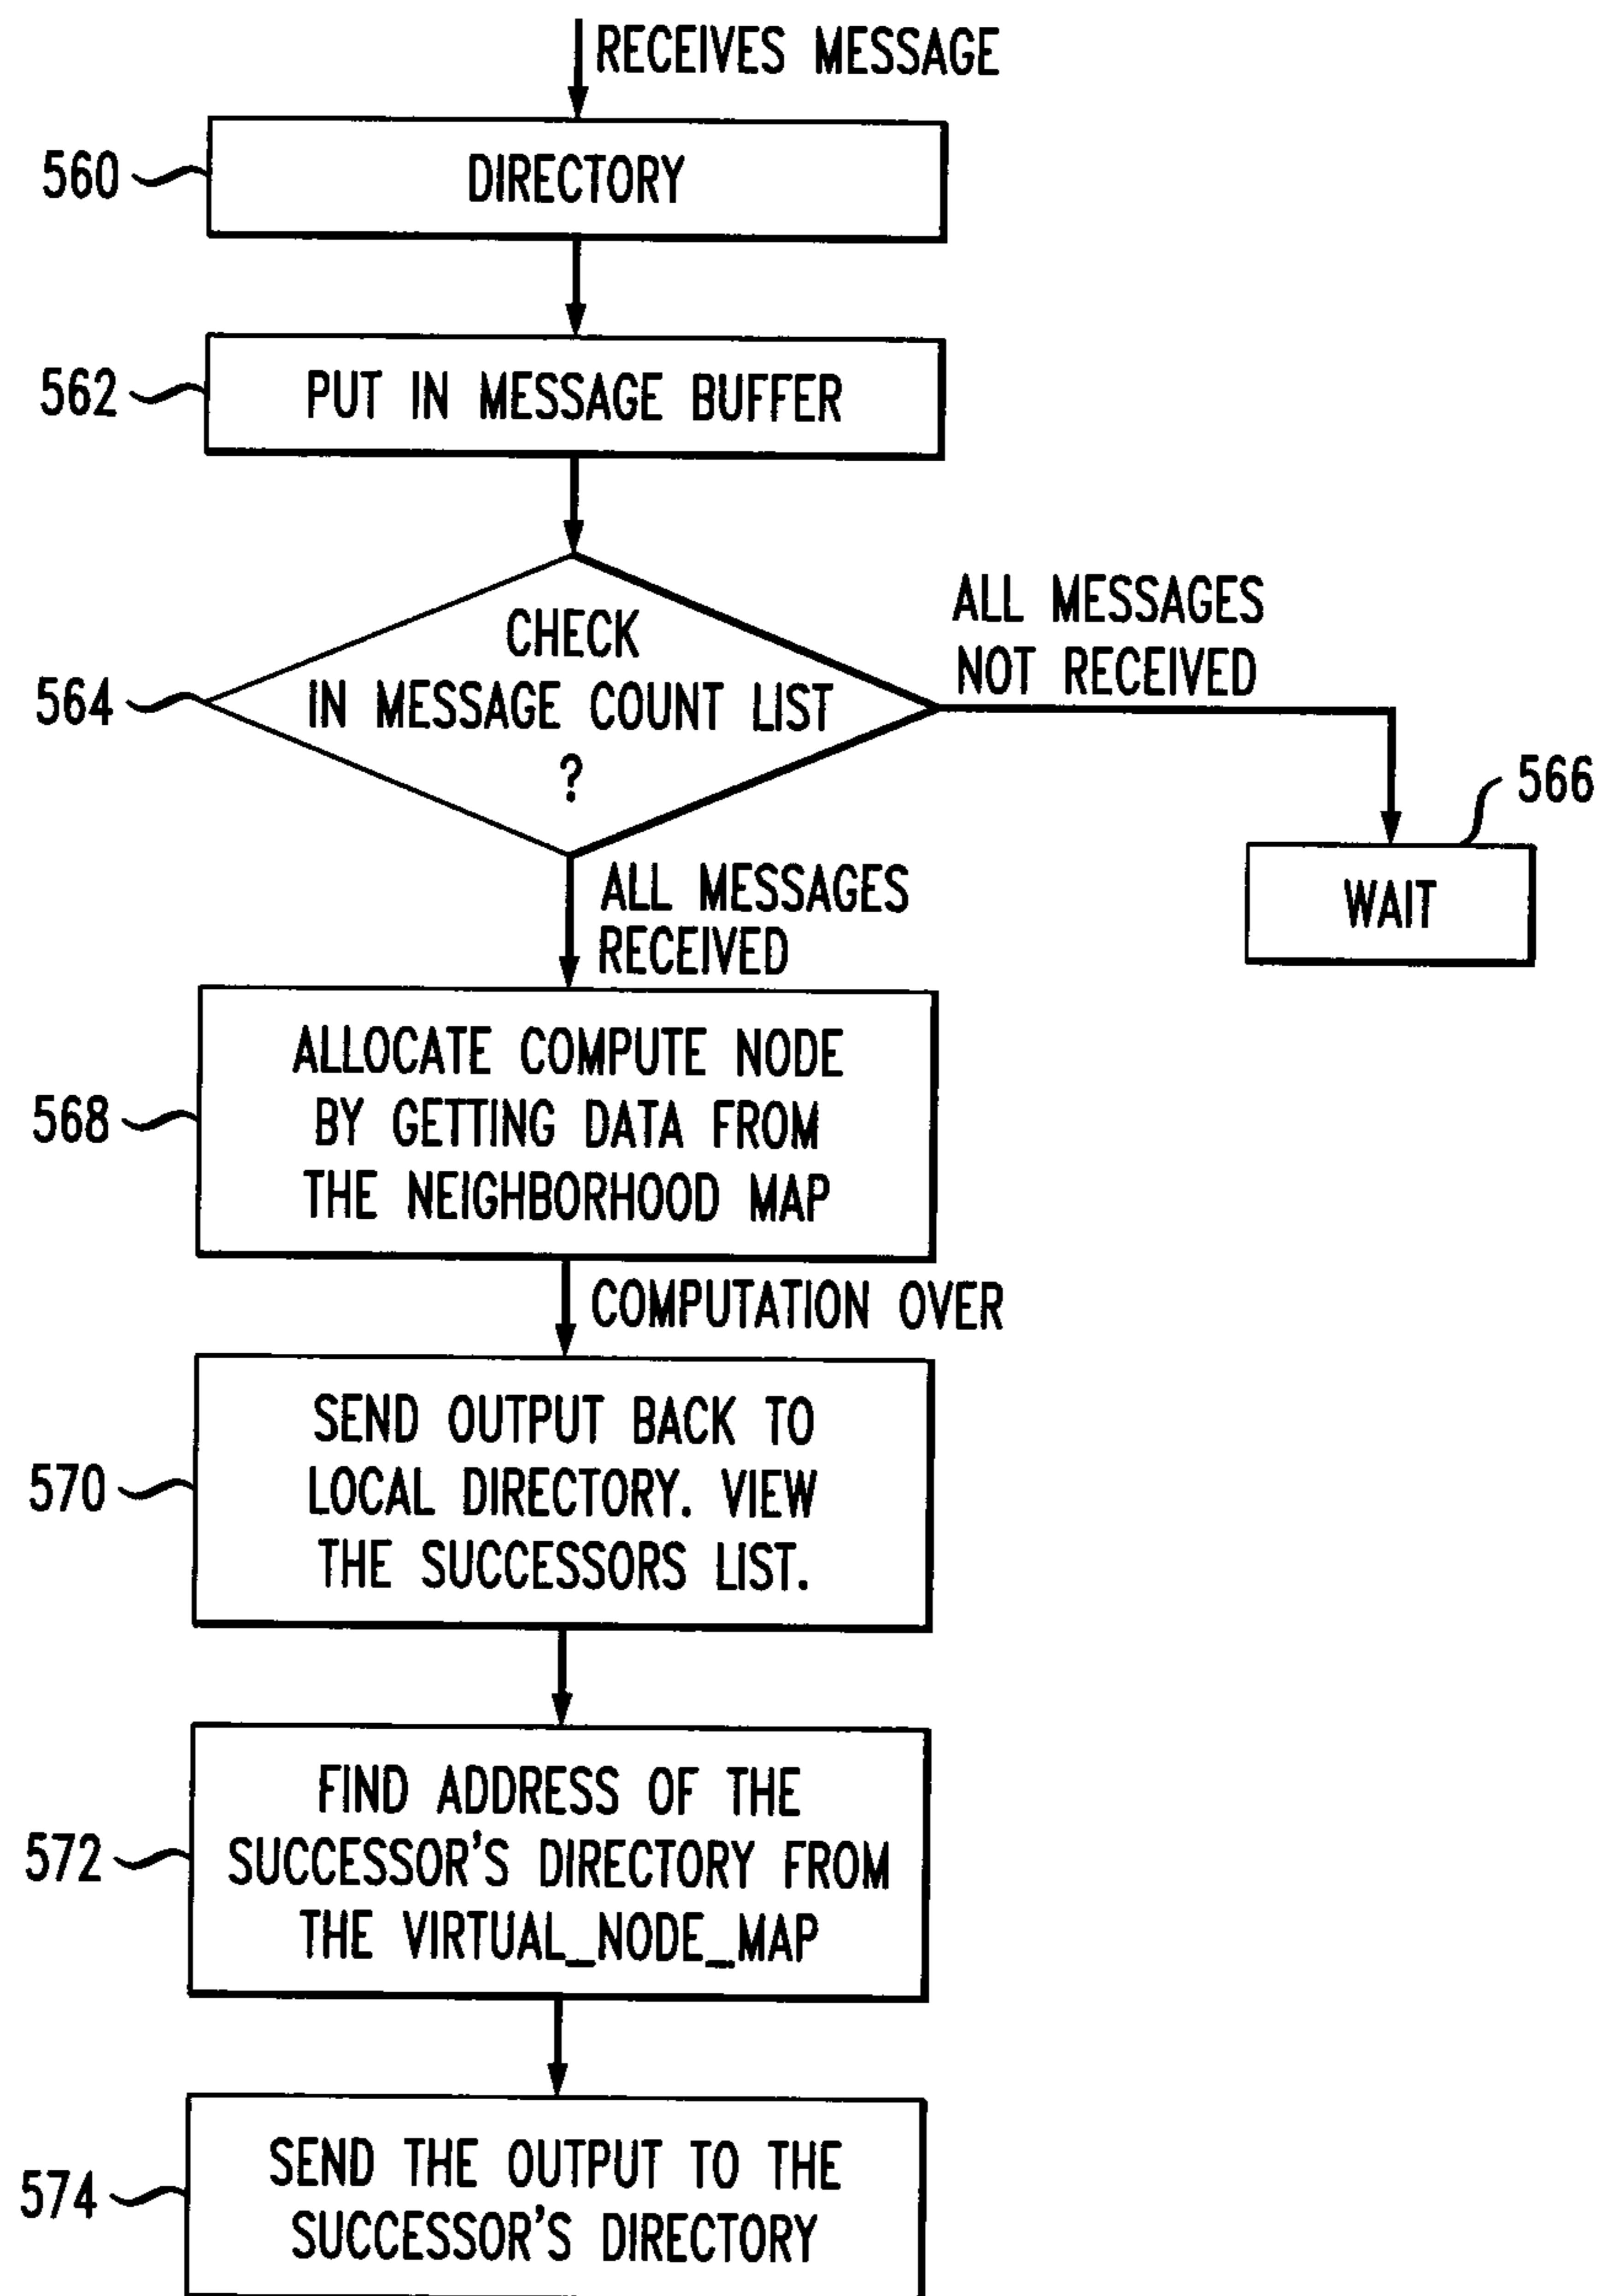 RECEIVES MESSAGE
560
DIRECTORY
562
PUT IN MESSAGE BUFFER
564
CHECK
IN MESSAGE COUNT LIST
?
ALL MESSAGES
NOT RECEIVED
566
WAIT
ALL MESSAGES
RECEIVED
568
ALLOCATE COMPUTE NODE
BY GETTING DATA FROM
THE NEIGHBORHOOD MAP
COMPUTATION OVER
570
SEND OUTPUT BACK TO
LOCAL DIRECTORY. VIEW
THE SUCCESSORS LIST.
572
FIND ADDRESS OF THE
SUCCESSOR'S DIRECTORY FROM
THE VIRTUAL_NODE_MAP
574
SEND THE OUTPUT TO THE
SUCCESSOR'S DIRECTORY